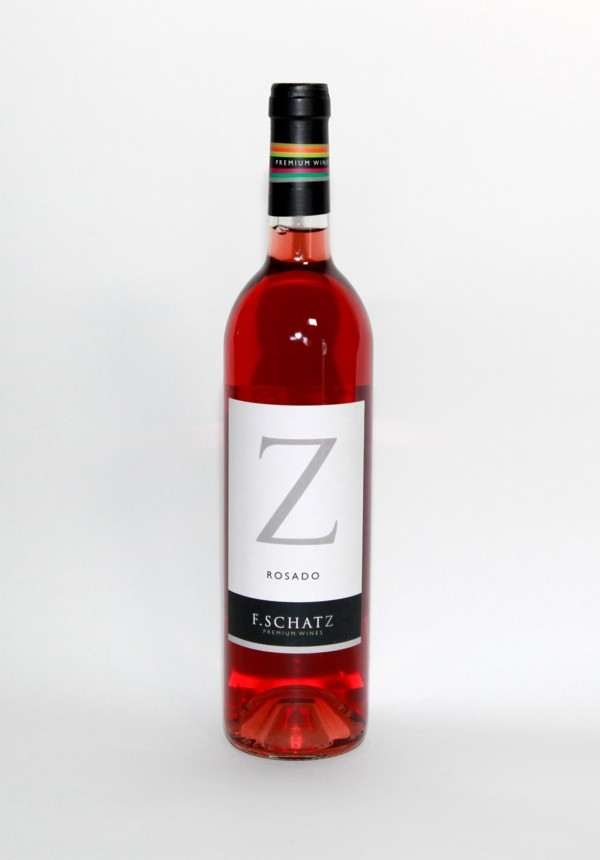 PREMIUM WINES
Z
ROSADO
F.SCHATZ
PREMIUM WINES